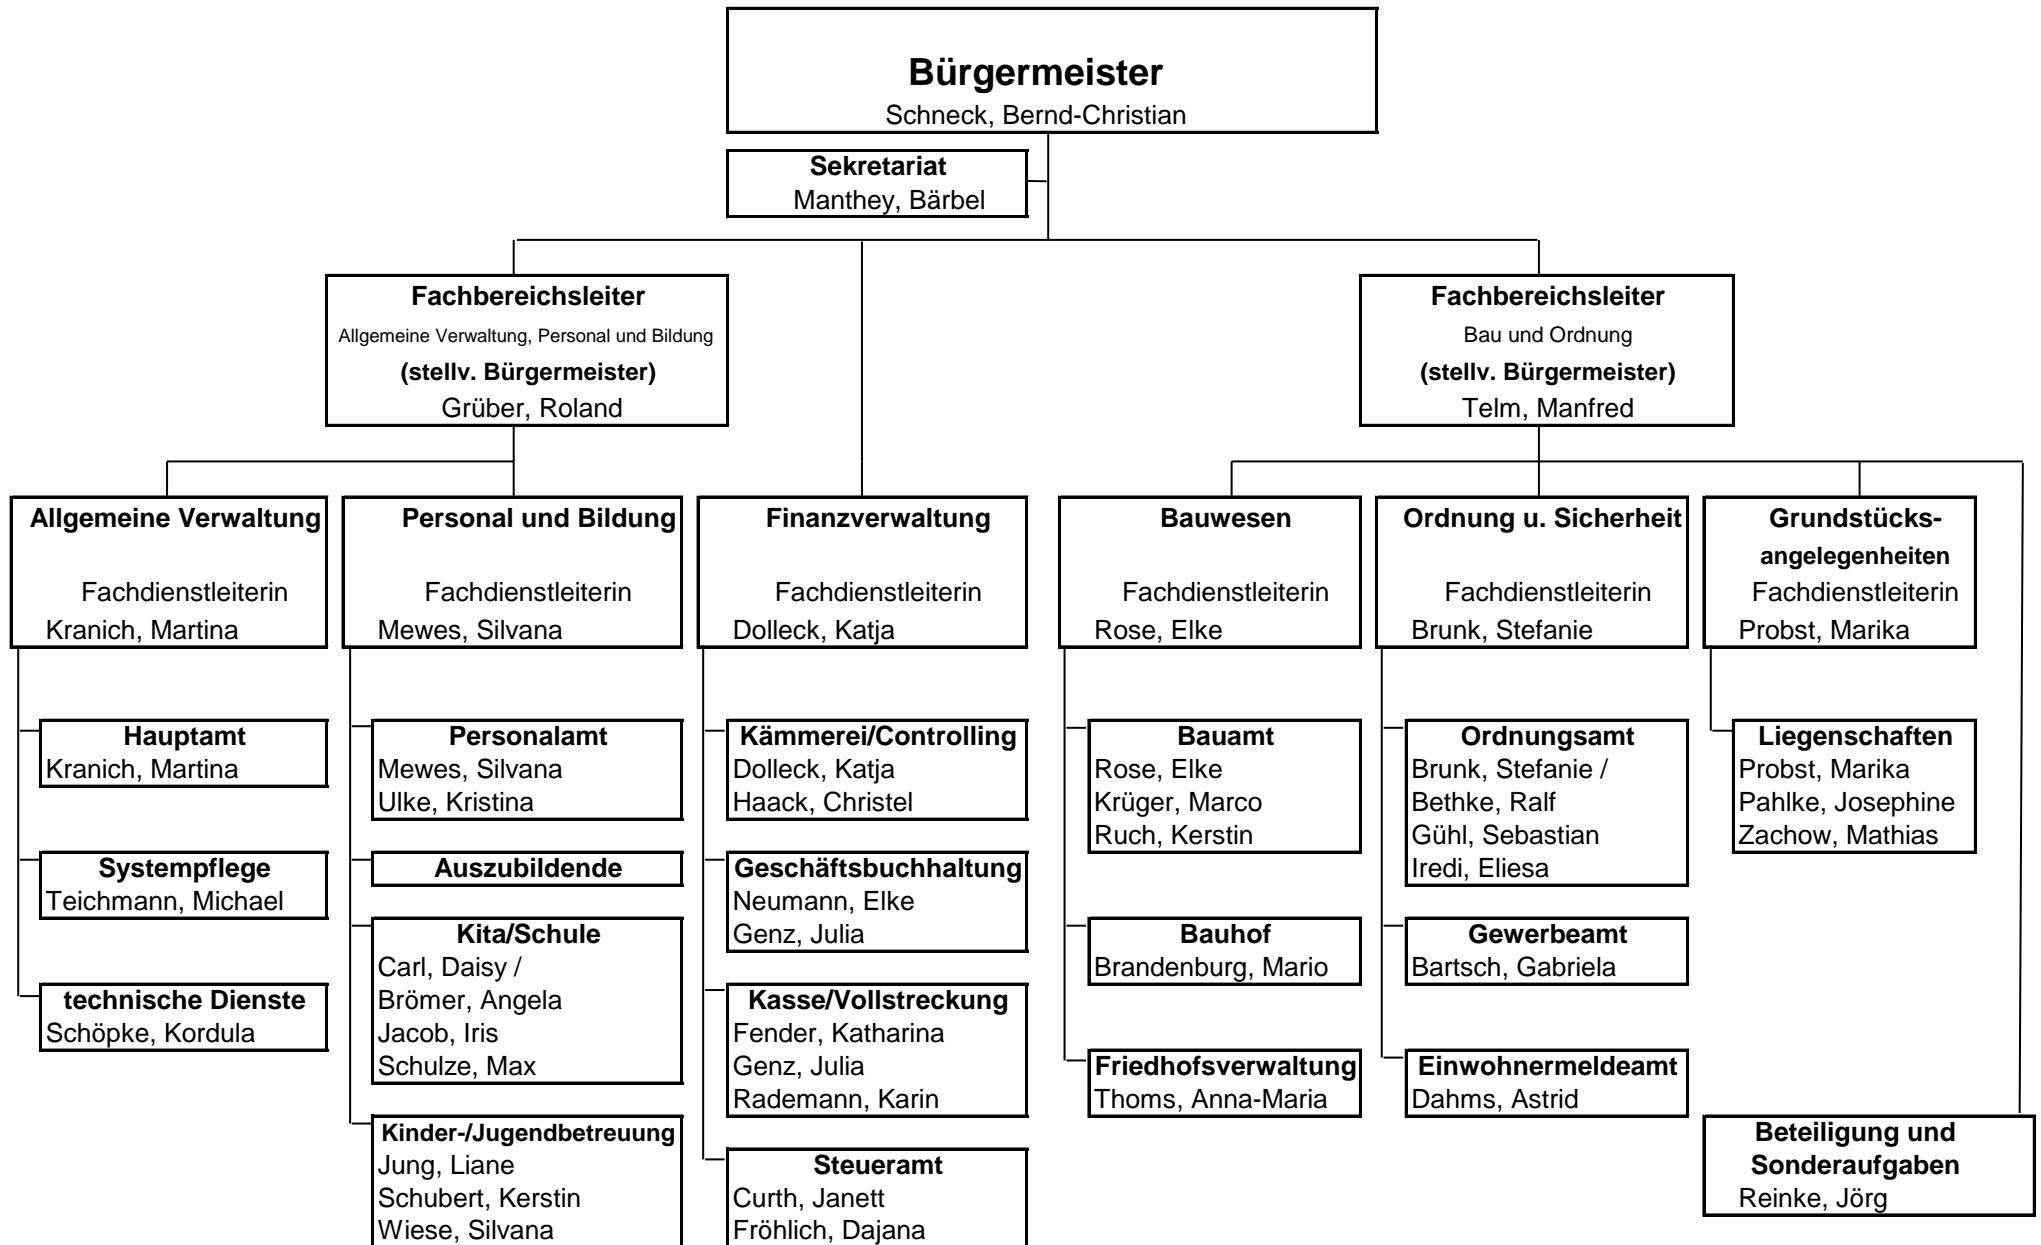 Bürgermeister
Schneck, Bernd-Christian
Sekretariat
Manthey, Bärbel
Fachbereichsleiter
Allgemeine Verwaltung, Personal und Bildung
(stellv. Bürgermeister)
Grüber, Roland
Fachbereichsleiter
Bau und Ordnung
(stellv. Bürgermeister)
Telm, Manfred
Allgemeine Verwaltung
Fachdienstleiterin
Kranich, Martina
Personal und Bildung
Fachdienstleiterin
Mewes, Silvana
Finanzverwaltung
Fachdienstleiterin
Dolleck, Katja
Bauwesen
Fachdienstleiterin
Rose, Elke
Ordnung u. Sicherheit
Fachdienstleiterin
Brunk, Stefanie
Grundstücks-
angelegenheiten
Fachdienstleiterin
Probst, Marika
Hauptamt
Kranich, Martina
Systempflege
Teichmann, Michael
technische Dienste
Schöpke, Kordula
Personalamt
Mewes, Silvana
Ulke, Kristina
Auszubildende
Kita/Schule
Carl, Daisy /
Brömer, Angela
Jacob, Iris
Schulze, Max
Kinder-/Jugendbetreuung
Jung, Liane
Schubert, Kerstin
Wiese, Silvana
Kämmerei/Controlling
Dolleck, Katja
Haack, Christel
Geschäftsbuchhaltung
Neumann, Elke
Genz, Julia
Kasse/Vollstreckung
Fender, Katharina
Genz, Julia
Rademann, Karin
Steueramt
Curth, Janett
Fröhlich, Dajana
Bauamt
Rose, Elke
Krüger, Marco
Ruch, Kerstin
Bauhof
Brandenburg, Mario
Friedhofsverwaltung
Thoms, Anna-Maria
Ordnungsamt
Brunk, Stefanie /
Bethke, Ralf
Gühl, Sebastian
Iredi, Eliesa
Gewerbeamt
Bartsch, Gabriela
Einwohnermeldeamt
Dahms, Astrid
Liegenschaften
Probst, Marika
Pahlke, Josephine
Zachow, Mathias
Beteiligung und
Sonderaufgaben
Reinke, Jörg